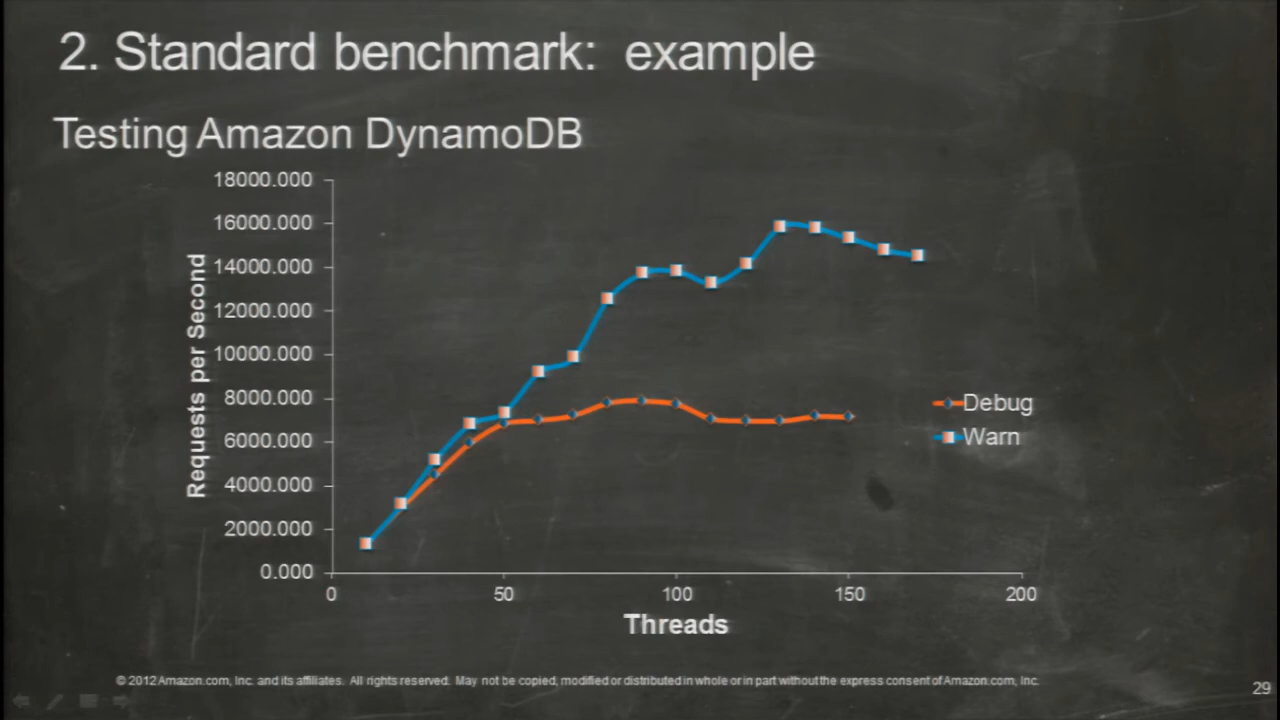 2. Standard benchmark: example
Testing Amazon DynamoDB
18000.000
16000.000
14000.000
12000.000
10000.000
8000.000
6000.000
4000.000
2000.000
0.000
Requests per Second
0 50 100 150 200
Threads
Debug
Warn
© 2012 Amazon.com, Inc. and its affiliates. All rights reserved. May not be copied, modified or distributed in whole or in part without the express consent of Amazon.com, Inc.
29